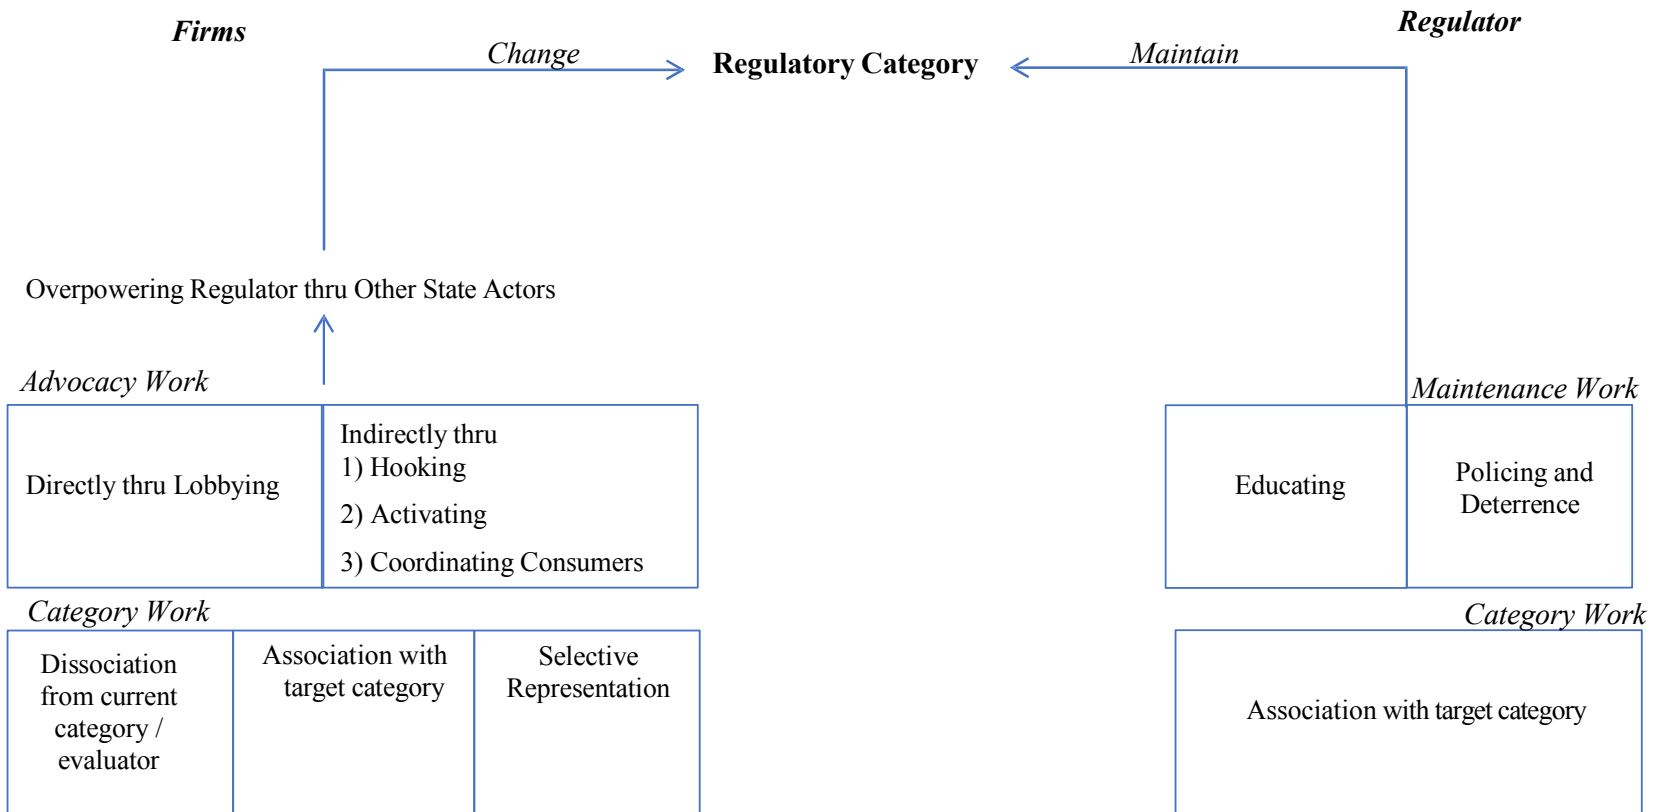 Firms
Regulator
Change
Regulatory Category
Maintain
Overpowering Regulator thru Other State Actors
Advocacy Work
Directly thru Lobbying
Indirectly thru
1) Hooking
2) Activating
3) Coordinating Consumers
Maintenance Work
Educating
Policing and
Deterrence
Category Work
Dissociation
from current
category /
evaluator
Association with
target category
Selective
Representation
Category Work
Association with target category